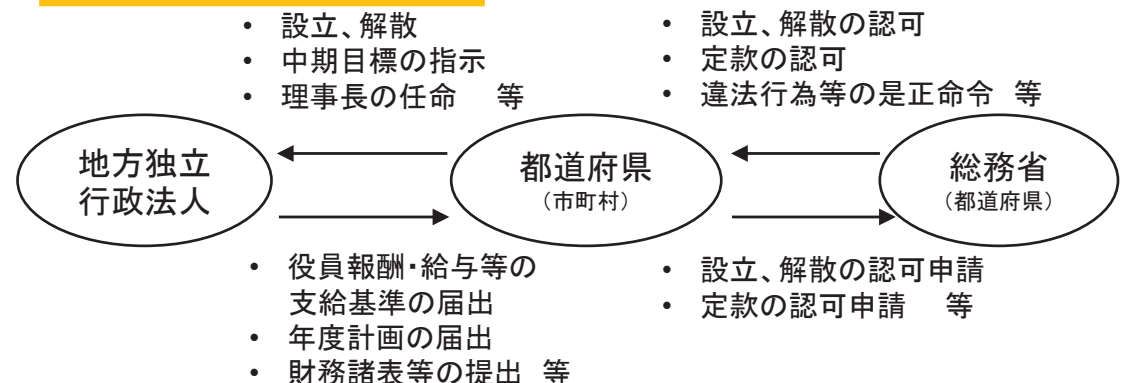 • 設立、解散
• 中期目標の指示
• 理事長の任命　等
• 設立、解散の認可
• 定款の認可
• 違法行為等の是正命令　等
地方独立
行政法人
都道府県
（市町村）
総務省
（都道府県）
• 役員報酬・給与等の
支給基準の届出
• 年度計画の届出
• 財務諸表等の提出　等
• 設立、解散の認可申請
• 定款の認可申請　等